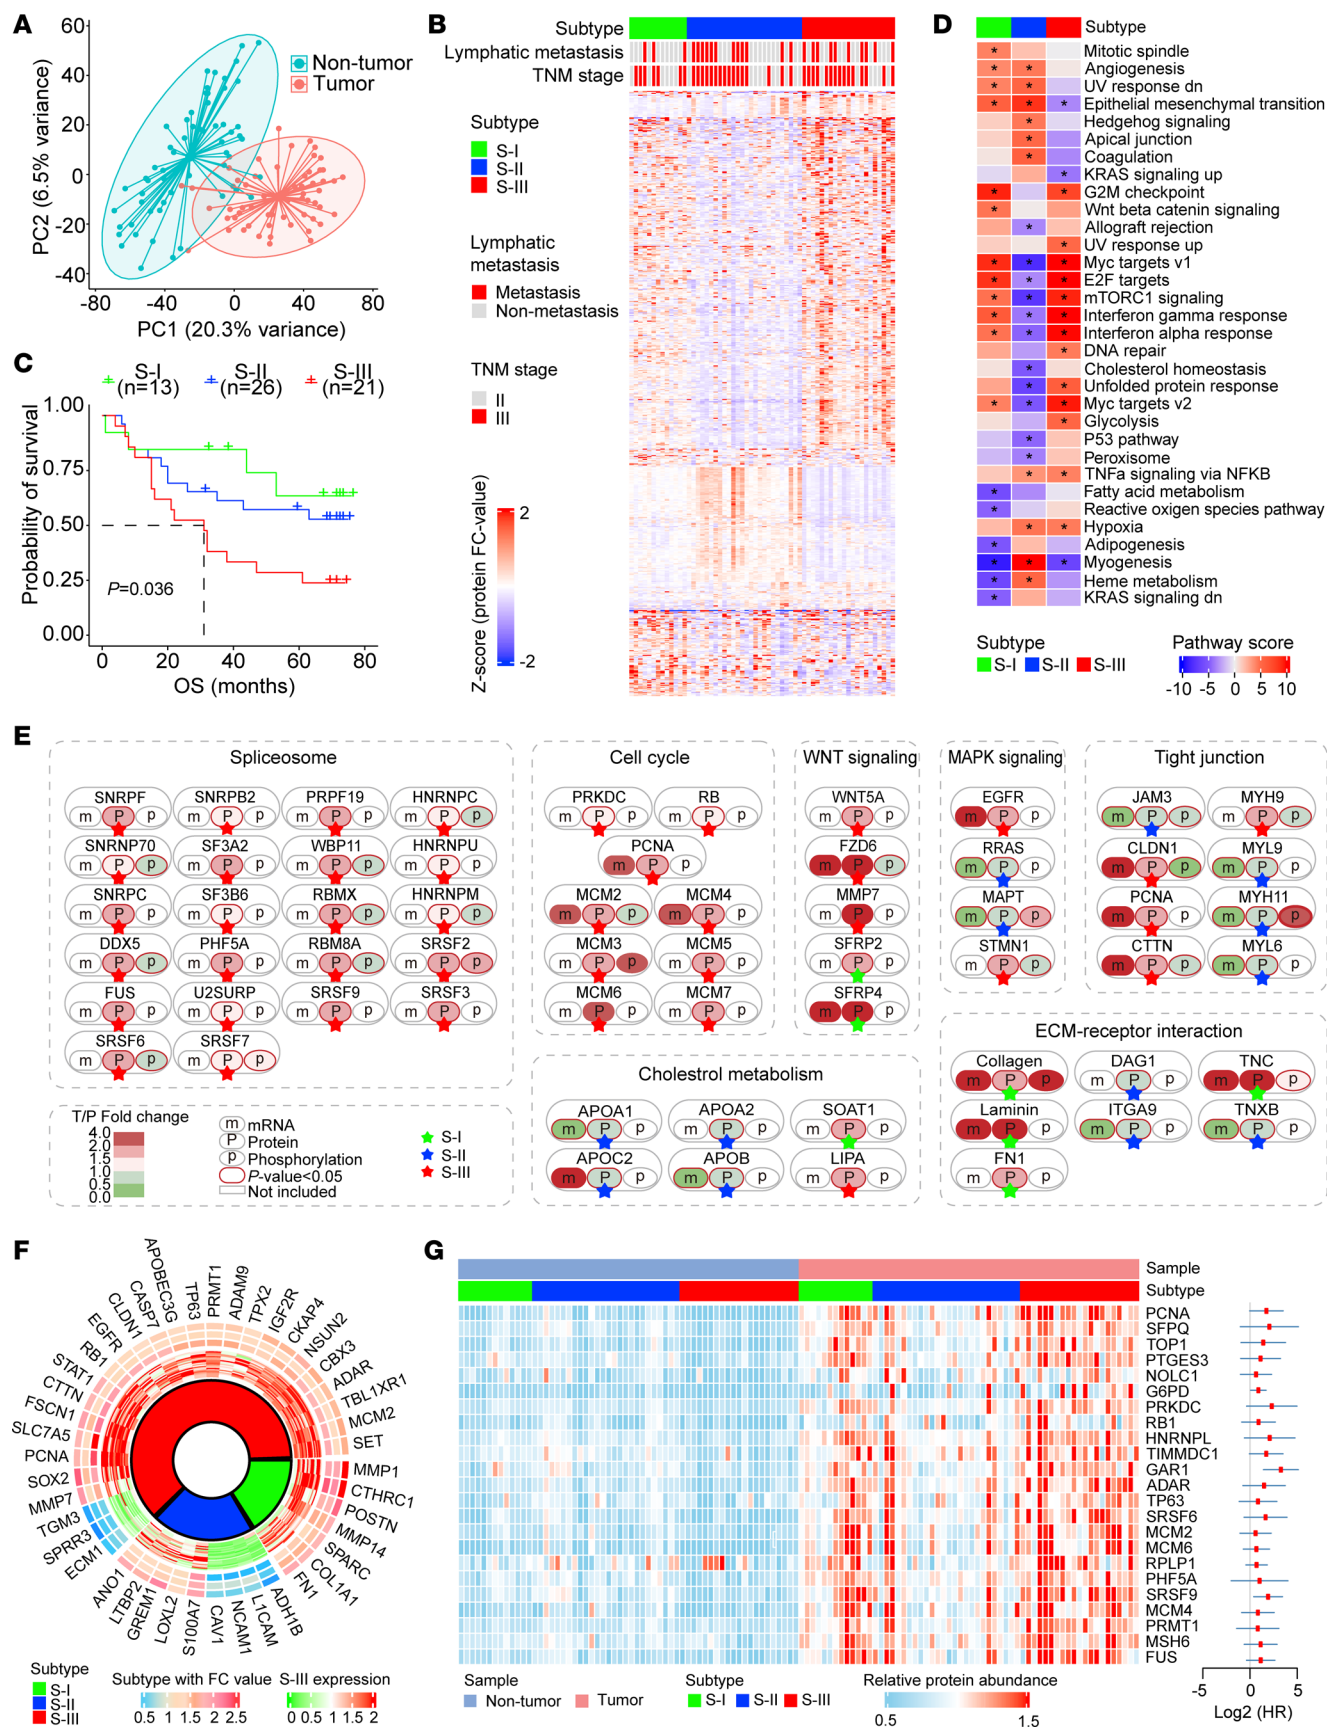 A
60
40
20
0
-20
-40
-80
-40
0
40
80
PC2 (6.5% variance)
PC1 (20.3% variance)
Non-tumor
Tumor
B
Subtype
Lymphatic metastasis
TNM stage
Subtype
S-I
S-II
S-III
Lymphatic
metastasis
Metastasis
Non-metastasis
TNM stage
II
III
Z-score (protein FC-value)
2
-2
C
S-I
(n=13)
S-II
(n=26)
S-III
(n=21)
1.00
0.75
0.50
0.25
0.00
Probability of survival
P=0.036
0
20
40
60
80
OS (months)
D
Subtype
Mitotic spindle
Angiogenesis
UV response dn
Epithelial mesenchymal transition
Hedgehog signaling
Apical junction
Coagulation
KRAS signaling up
G2M checkpoint
Wnt beta catenin signaling
Allograft rejection
UV response up
Myc targets v1
E2F targets
mTORC1 signaling
Interferon gamma response
Interferon alpha response
DNA repair
Cholesterol homeostasis
Unfolded protein response
Myc targets v2
Glycolysis
P53 pathway
Peroxisome
TNFa signaling via NFKB
Fatty acid metabolism
Reactive oxigen species pathway
Hypoxia
Adipogenesis
Myogenesis
Heme metabolism
KRAS signaling dn
Subtype
S-I S-II S-III
Pathway score
-10 -5 0 5 10
E
Spliceosome
SNRPF SNRPB2 PRPF19 HNRNPC
m P p m P p m P p m P p
SNRNP70 SF3A2 WBP11 HNRNPU
m P p m P p m P p m P p
SNRPC SF3B6 RBMX HNRNPM
m P p m P p m P p m P p
DDX5 PHF5A RBM8A SRSF2
m P p m P p m P p m P p
FUS U2SURP SRSF9 SRSF3
m P p m P p m P p m P p
SRSF6 SRSF7
m P p m P p
Cell cycle
PRKDC RB
m P p m P p
PCNA
m P p
MCM2 MCM4
m P p m P p
MCM3 MCM5
m P p m P p
MCM6 MCM7
m P p m P p
WNT signaling
WNT5A
m P p
FZD6
m P p
MMP7
m P p
SFRP2
m P p
SFRP4
m P p
MAPK signaling
EGFR
m P p
RRAS
m P p
MAPT
m P p
STMN1
m P p
Tight junction
JAM3 MYH9
m P p m P p
CLDN1 MYL9
m P p m P p
PCNA MYH11
m P p m P p
CTTN MYL6
m P p m P p
T/P Fold change
4.0
2.0
1.5
1.0
0.5
0.0
m mRNA
P Protein
p Phosphorylation
P-value<0.05
Not included
S-I
S-II
S-III
Cholestrol metabolism
APOA1 APOA2 SOAT1
m P p m P p m P p
APOC2 APOB LIPA
m P p m P p m P p
ECM-receptor interaction
Collagen DAG1 TNC
m P p m P p m P p
Laminin ITGA9 TNXB
m P p m P p m P p
FN1
m P p
F
APOBEC3G
CASP7
CLDN1
EGFR
RB1
STAT1
CTTN
FSCN1
SLC7A5
PCNA
SOX2
MMP7
TGM3
SPRR3
ECM1
ANO1
LTBP2
GREM1
LOXL2
S100A7
CAV1
NCAM1
L1CAM
ADH1B
FN1
COL1A1
SPARC
MMP14
POSTN
CTHRC1
MMP1
SET
MCM2
TBL1XR1
ADAR
CBX3
NSUN2
CKAP4
IGF2R
TPX2
ADAM9
PRMT1
TP63
Subtype
S-I
S-II
S-III
Subtype with FC value
0.5 1 1.5 2 2.5
S-III expression
0 0.5 1 1.5 2
G
Sample
Subtype
PCNA
SFPQ
TOP1
PTGES3
NOLC1
G6PD
PRKDC
RB1
HNRNPL
TIMMDC1
GAR1
ADAR
TP63
SRSF6
MCM2
MCM6
RPLP1
PHF5A
SRSF9
MCM4
PRMT1
MSH6
FUS
Sample
Non-tumor Tumor
Subtype
S-I S-II S-III
Relative protein abundance
0.5 1 1.5
-5 0 5
Log2 (HR)